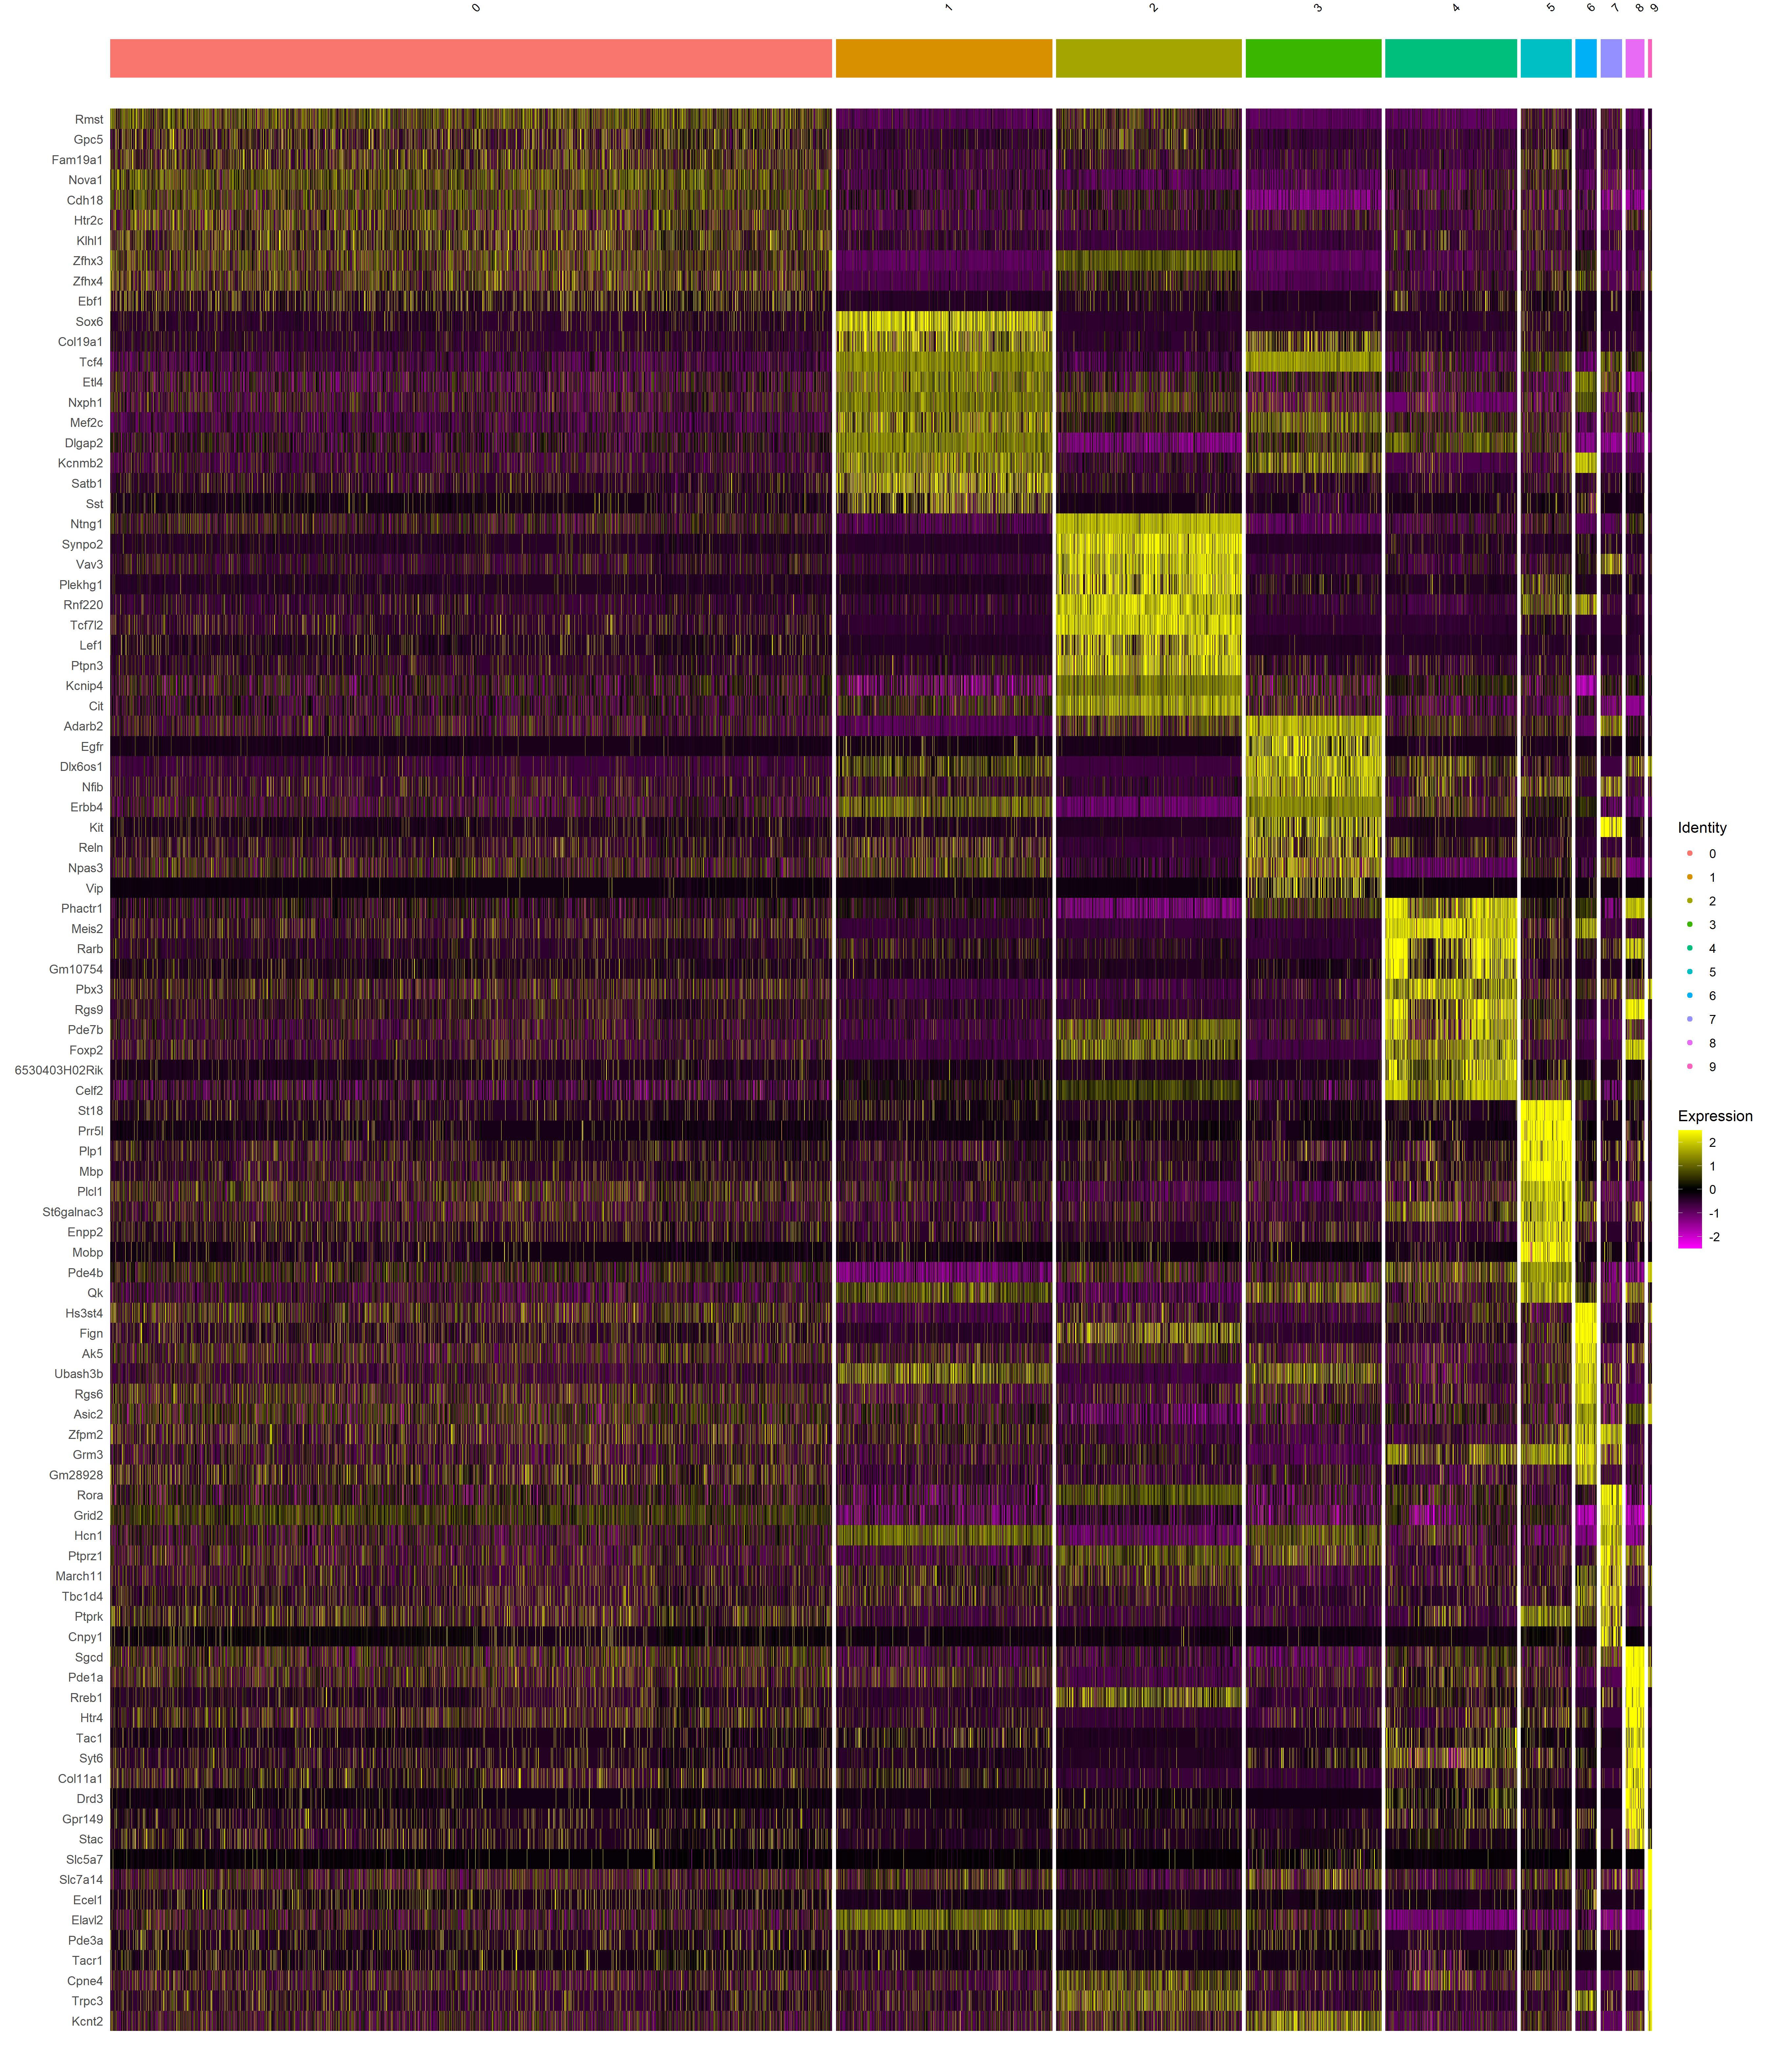 0 1 2 3 4 5 6 7 8 9
Rmst
Gpc5
Fam19a1
Nova1
Cdh18
Htr2c
Klhl1
Zfhx3
Zfhx4
Ebf1
Sox6
Col19a1
Tcf4
Etl4
Nxph1
Mef2c
Dlgap2
Kcnmb2
Satb1
Sst
Ntng1
Synpo2
Vav3
Plekhg1
Rnf220
Tcf7l2
Lef1
Ptpn3
Kcnip4
Cit
Adarb2
Egfr
Dlx6os1
Nfib
Erbb4
Kit
Reln
Npas3
Vip
Phactr1
Meis2
Rarb
Gm10754
Pbx3
Rgs9
Pde7b
Foxp2
6530403H02Rik
Celf2
St18
Prr5l
Plp1
Mbp
Plcl1
St6galnac3
Enpp2
Mobp
Pde4b
Qk
Hs3st4
Fign
Ak5
Ubash3b
Rgs6
Asic2
Zfpm2
Grm3
Gm28928
Rora
Grid2
Hcn1
Ptprz1
March11
Tbc1d4
Ptprk
Cnpy1
Sgcd
Pde1a
Rreb1
Htr4
Tac1
Syt6
Col11a1
Drd3
Gpr149
Stac
Slc5a7
Slc7a14
Ecel1
Elavl2
Pde3a
Tacr1
Cpne4
Trpc3
Kcnt2
Identity
0
1
2
3
4
5
6
7
8
9
Expression
2
1
0
-1
-2